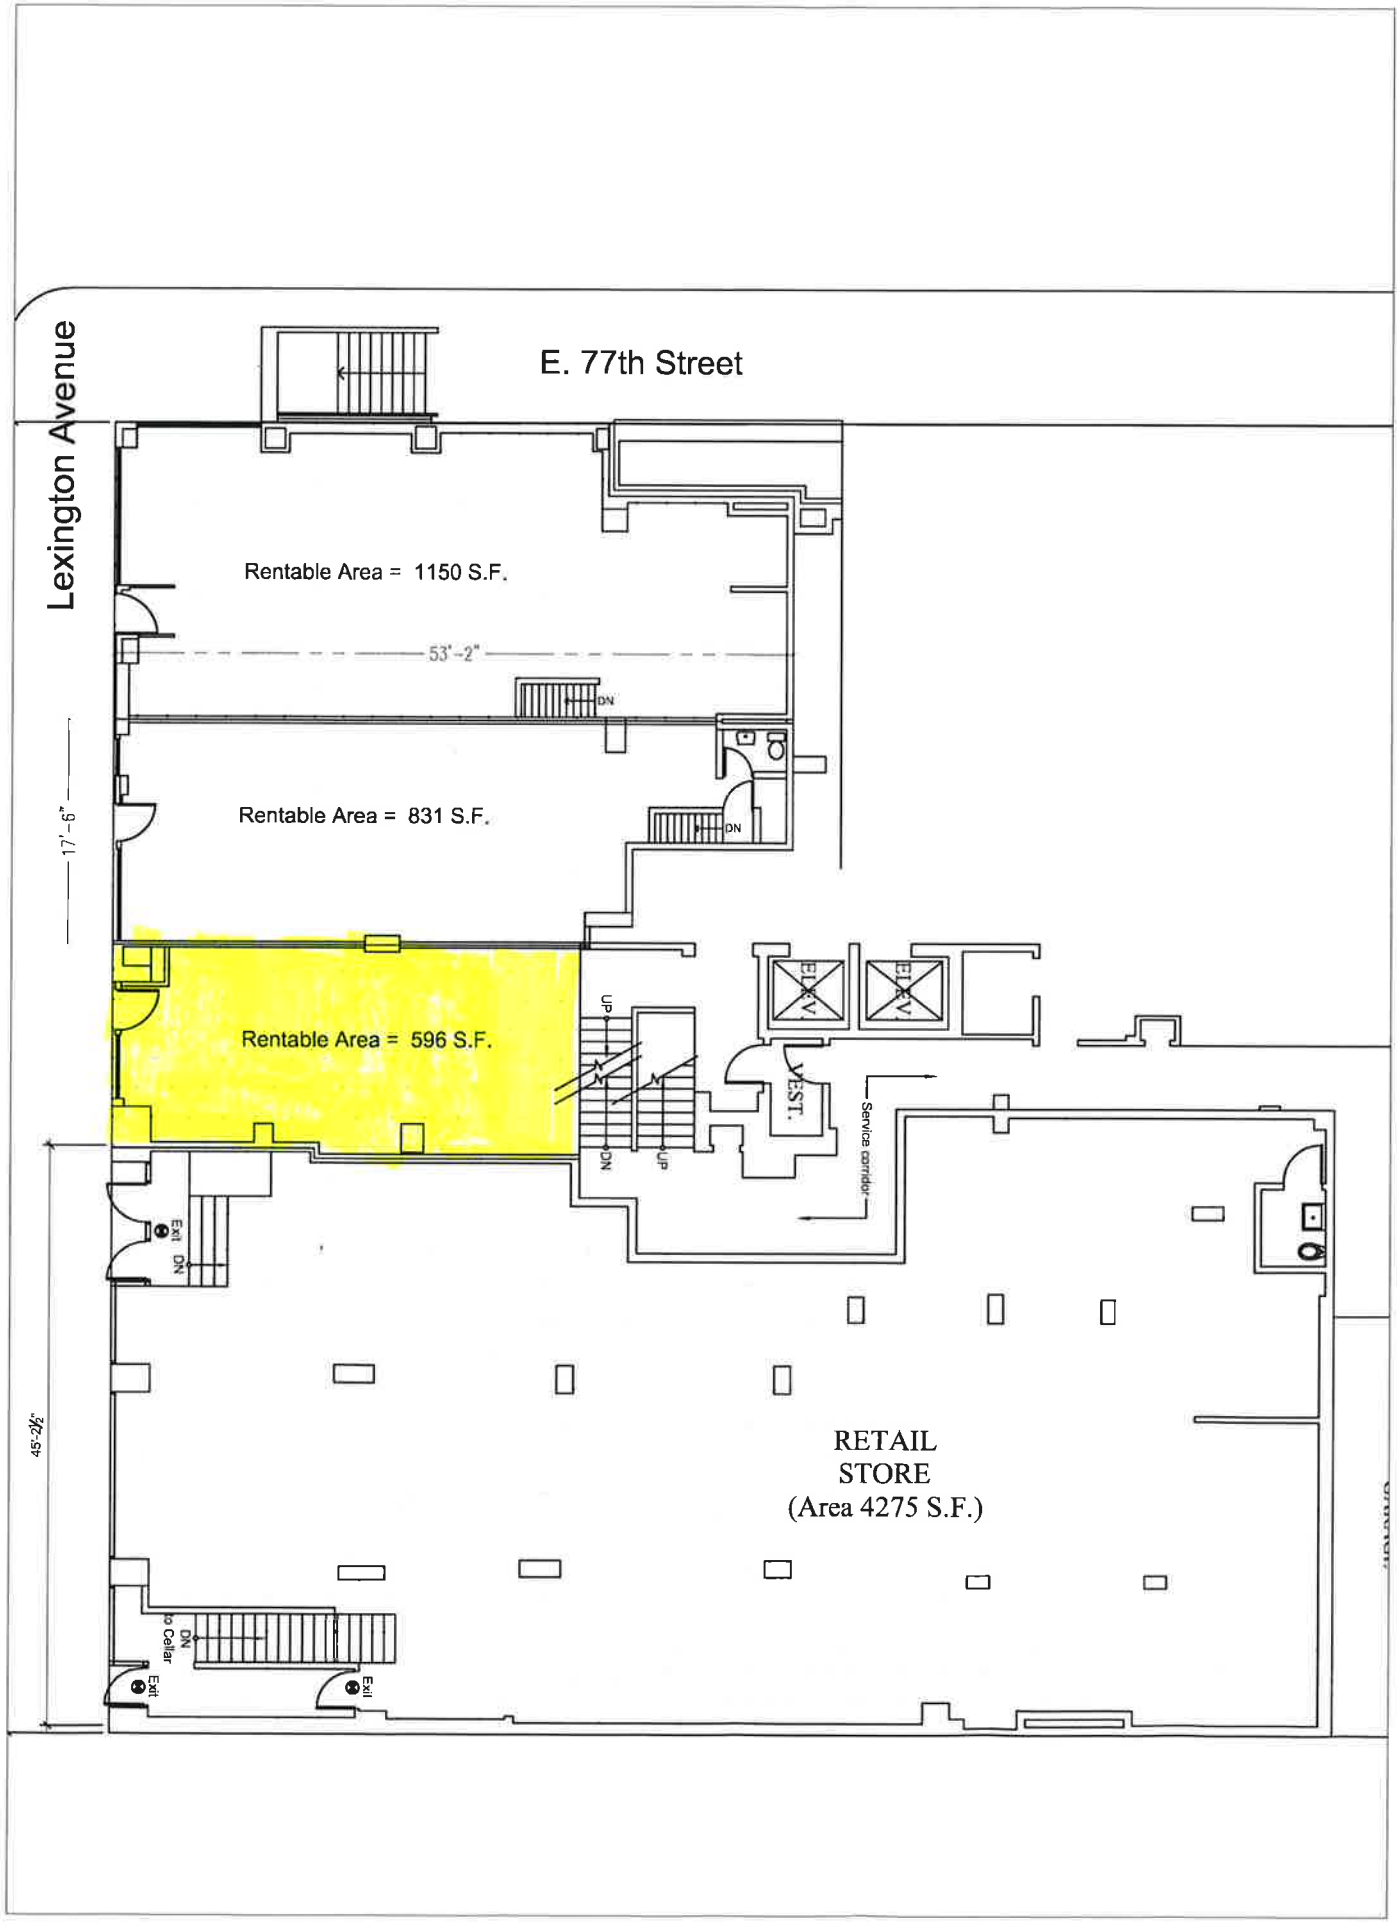 E. 77th Street
Lexington Avenue
Rentable Area = 1150 S.F.
53'-2"
DN
Rentable Area = 831 S.F.
17'-6"
DN
Rentable Area = 596 S.F.
UP
ELEV.
ELEV.
VEST.
Service corridor
DN
UP
Exit
DN
45'-2½"
RETAIL
STORE
(Area 4275 S.F.)
DN
to Cellar
Exit
Exit